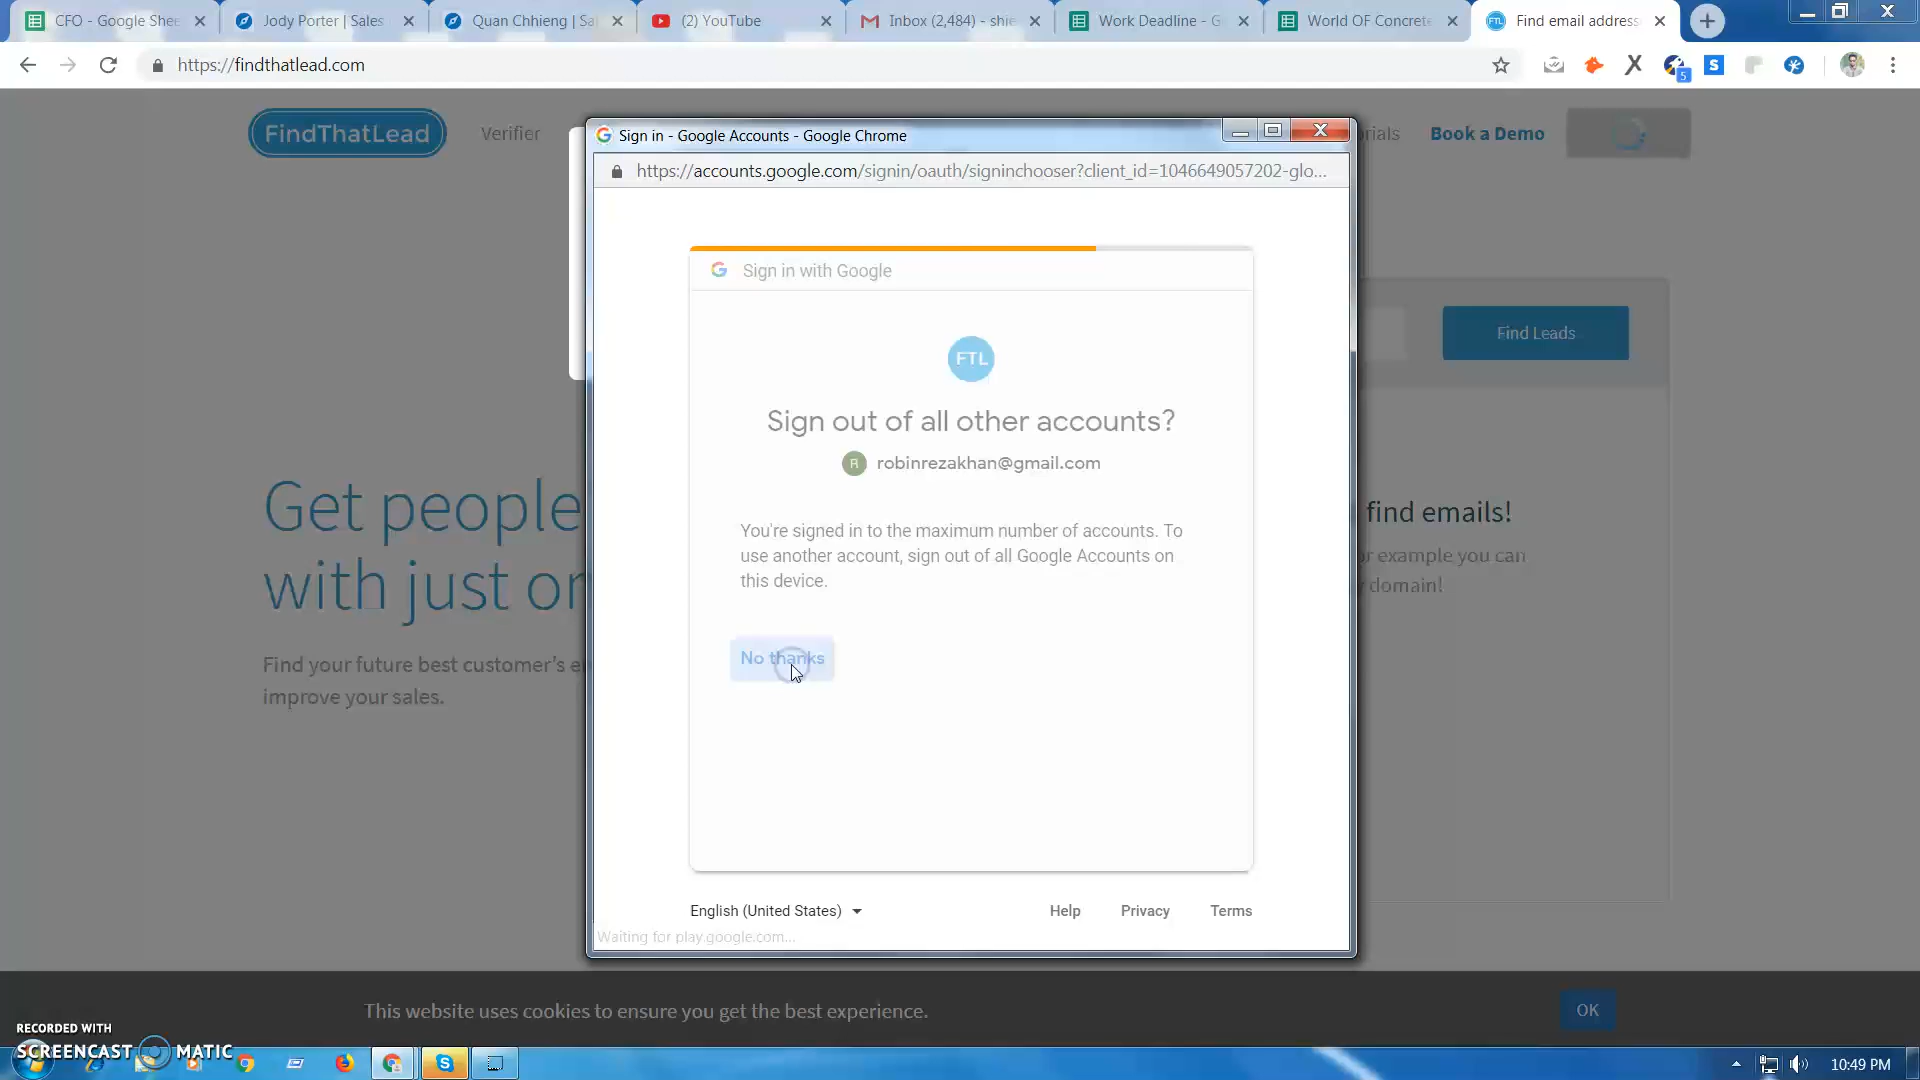 CFO - Google Shee
Jody Porter | Sales
Quan Chhieng | Sa
(2) YouTube
Inbox (2,484) - shie
Work Deadline - G
World OF Concrete
FTL
Find email address
https://findthatlead.com
5
S
FindThatLead
Verifier
Book a Demo
Sign in - Google Accounts - Google Chrome
https://accounts.google.com/signin/oauth/signinchooser?client_id=1046649057202-glo...
Sign in with Google
Find Leads
FTL
Sign out of all other accounts?
R robinrezakhan@gmail.com
Get people
with just
find emails!
or example you can
domain!
You're signed in to the maximum number of accounts. To
use another account, sign out of all Google Accounts on
this device.
No thanks
Find your future best customer's
improve your sales.
English (United States)
Help
Privacy
Terms
Waiting for play.google.com...
This website uses cookies to ensure you get the best experience.
OK
RECORDED WITH
SCREENCAST MATIC
10:49 PM